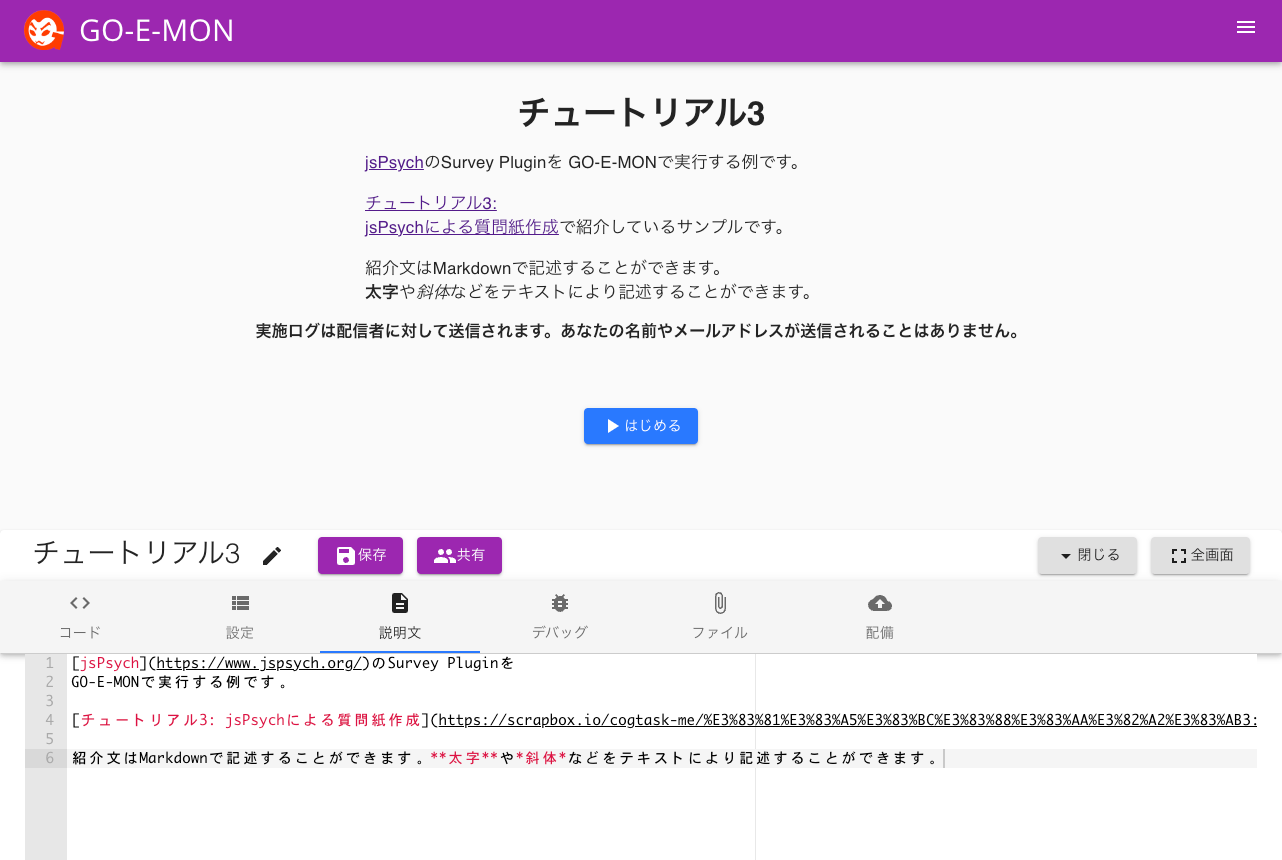 GO-E-MON
チュートリアル3
jsPsychのSurvey Pluginを GO-E-MONで実行する例です。
チュートリアル3:
jsPsychによる質問紙作成で紹介しているサンプルです。
紹介文はMarkdownで記述することができます。
太字や斜体などをテキストにより記述することができます。
実施ログは配信者に対して送信されます。あなたの名前やメールアドレスが送信されることはありません。
はじめる
チュートリアル3 保存 共有 閉じる 全画面
コード 設定 説明文 デバッグ ファイル 配備
1 [jsPsych](https://www.jspsych.org/)のSurvey Pluginを
2 GO-E-MONで実行する例です。
3
4 [チュートリアル3: jsPsychによる質問紙作成](https://scrapbox.io/cogtask-me/%E3%83%81%E3%83%A5%E3%83%BC%E3%83%88%E3%83%AA%E3%82%A2%E3%83%AB3:
5
6 紹介文はMarkdownで記述することができます。**太字**や*斜体*などをテキストにより記述することができます。